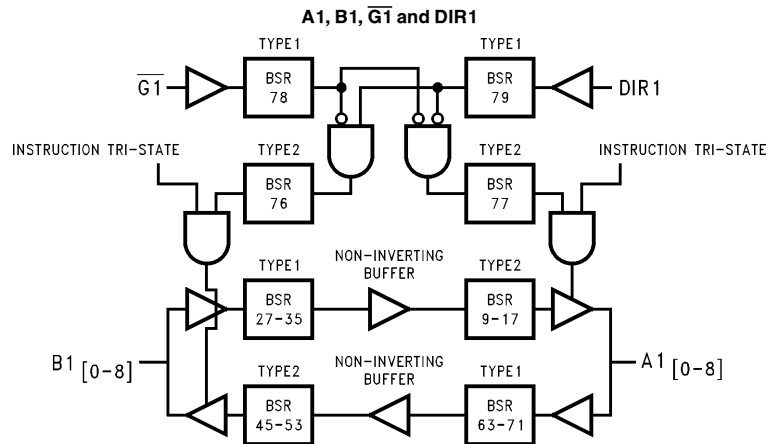 A1, B1, G1 and DIR1
TYPE1
TYPE1
G1
BSR
78
BSR
79
DIR1
INSTRUCTION TRI-STATE
TYPE2
TYPE2
INSTRUCTION TRI-STATE
BSR
76
BSR
77
TYPE1
NON-INVERTING
BUFFER
TYPE2
BSR
27-35
BSR
9-17
B1 [0-8]
A1 [0-8]
TYPE2
NON-INVERTING
BUFFER
TYPE1
BSR
45-53
BSR
63-71